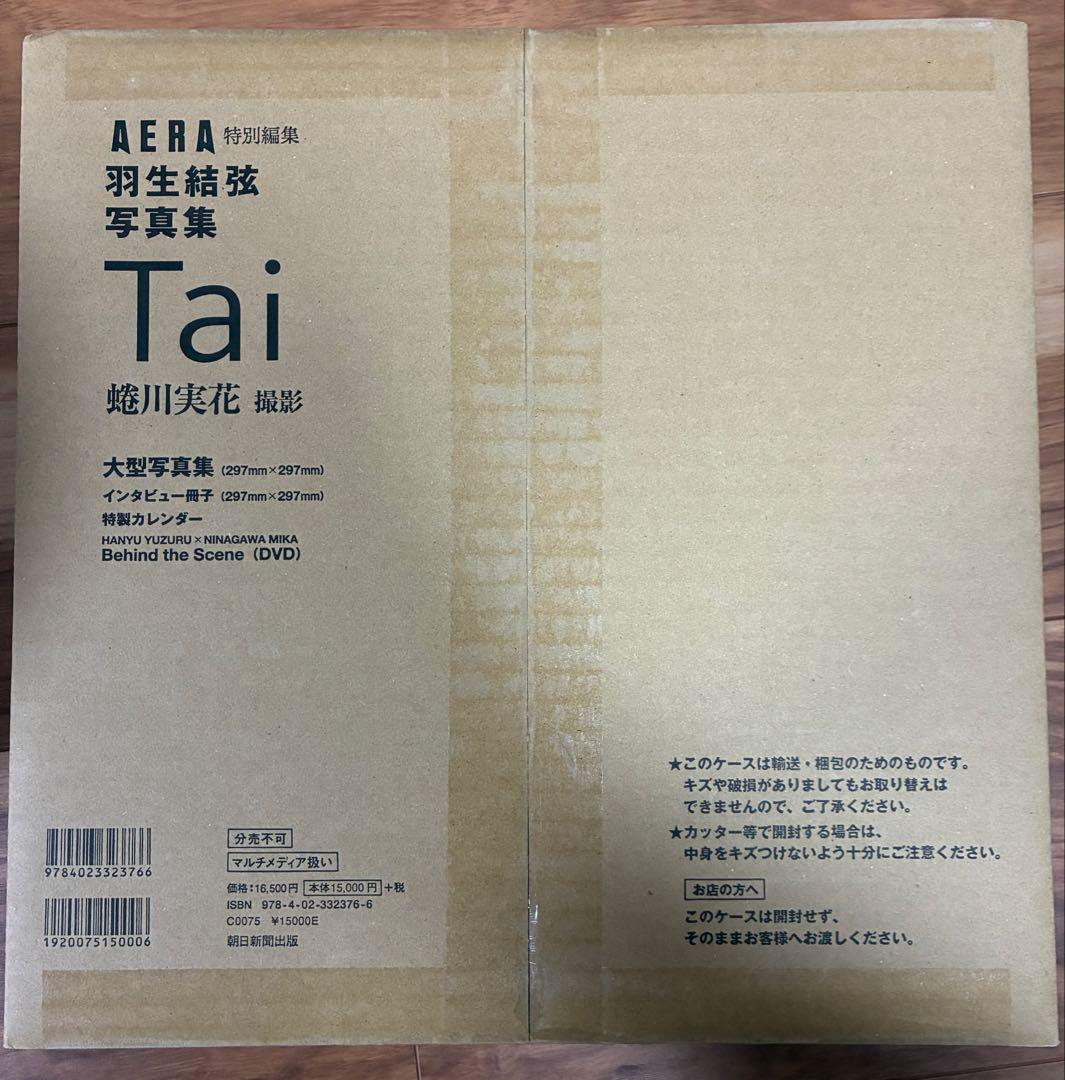 AERA 特別編集
羽生結弦
写真集
Tai
蜷川実花 撮影
大型写真集 (297mm×297mm)
インタビュー冊子 (297mm×297mm)
特製カレンダー
HANYU YUZURU × NINAGAWA MIKA
Behind the Scene (DVD)
9784023323766
1920075150006
分売不可
マルチメディア扱い
価格:16,500円 本体15,000円 +税
ISBN 978-4-02-332376-6
C0075 ¥15000E
朝日新聞出版
★このケースは輸送・梱包のためのものです。
キズや破損がありましてもお取り替えは
できませんので、ご了承ください。
★カッター等で開封する場合は、
中身をキズつけないよう十分にご注意ください。
お店の方へ
このケースは開封せず、
そのままお客様へお渡しください。